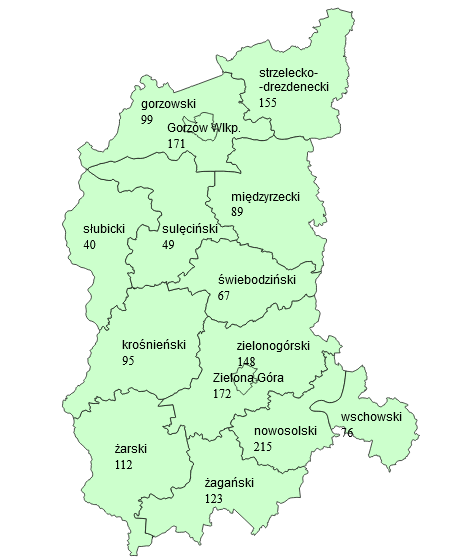 strzelecko-
-drezdenecki
155
gorzowski
99
Gorzów Wlkp.
171
międzyrzecki
89
słubicki
40
sulęciński
49
świebodziński
67
krośnieński
95
zielonogórski
148
Zielona Góra
172
wschowski
76
nowosolski
215
żarski
112
żagański
123